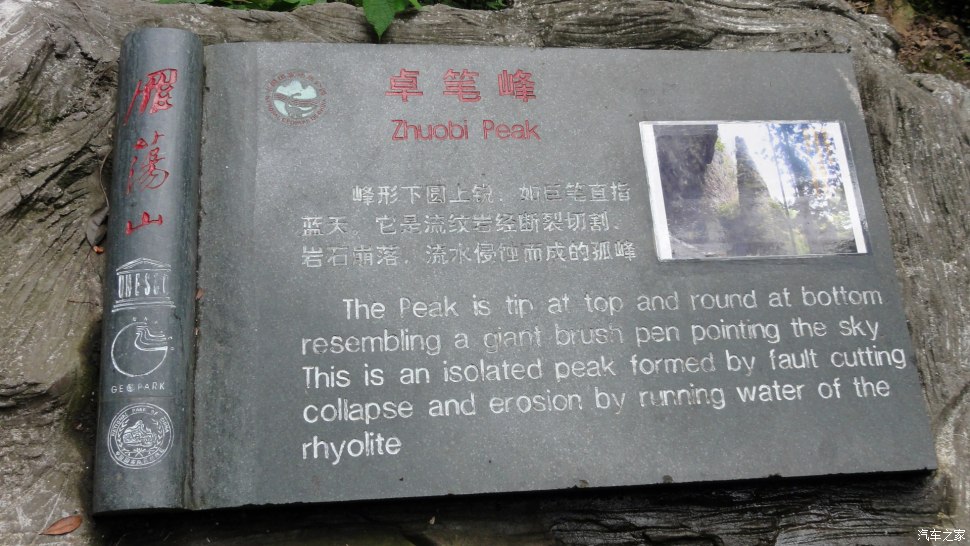 雁荡山
UNESCO
GEOPARK
卓笔峰
Zhuobi Peak
峰形下圆上锐，如巨笔直指
蓝天。它是流纹岩经断裂切割、
岩石崩落，流水侵蚀而成的孤峰
The Peak is tip at top and round at bottom
resembling a giant brush pen pointing the sky
This is an isolated peak formed by fault cutting
collapse and erosion by running water of the
rhyolite
汽车之家